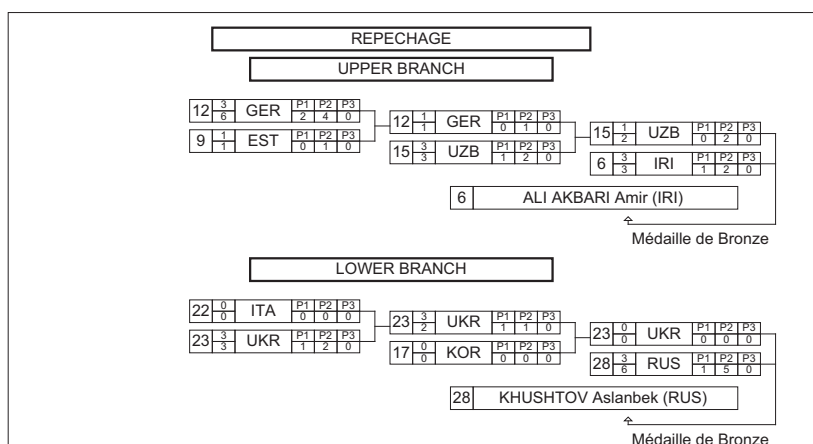 REPECHAGE
UPPER BRANCH
12 3 6 GER P1 P2 P3 2 4 0
9 1 1 EST P1 P2 P3 0 1 0
12 1 1 GER P1 P2 P3 0 1 0
15 3 3 UZB P1 P2 P3 1 2 0
15 1 2 UZB P1 P2 P3 0 2 0
6 3 3 IRI P1 P2 P3 1 2 0
6 ALI AKBARI Amir (IRI)
Médaille de Bronze
LOWER BRANCH
22 0 0 ITA P1 P2 P3 0 0 0
23 3 3 UKR P1 P2 P3 1 2 0
23 3 2 UKR P1 P2 P3 1 1 0
17 0 0 KOR P1 P2 P3 0 0 0
23 0 0 UKR P1 P2 P3 0 0 0
28 3 6 RUS P1 P2 P3 1 5 0
28 KHUSHTOV Aslanbek (RUS)
Médaille de Bronze